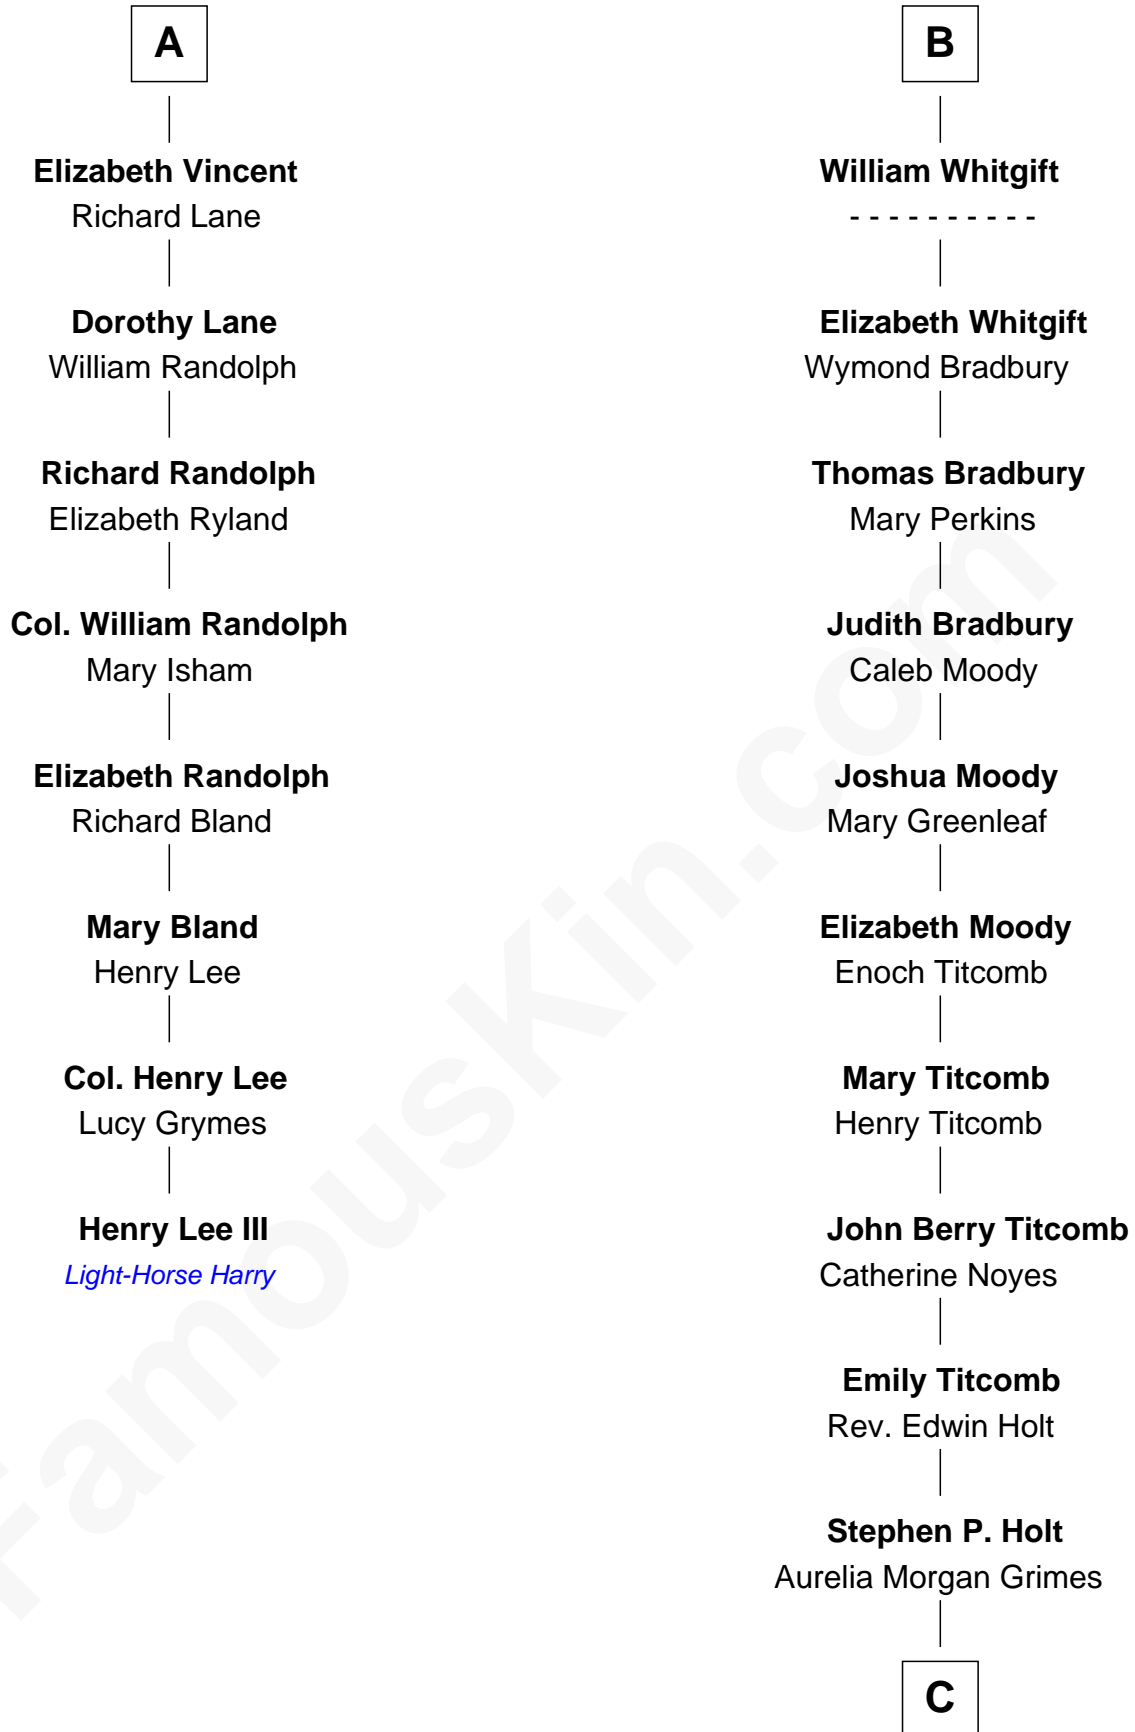 A
Elizabeth Vincent
Richard Lane
Dorothy Lane
William Randolph
Richard Randolph
Elizabeth Ryland
Col. William Randolph
Mary Isham
Elizabeth Randolph
Richard Bland
Mary Bland
Henry Lee
Col. Henry Lee
Lucy Grymes
Henry Lee III
Light-Horse Harry
B
William Whitgift
- - - - - - - - - -
Elizabeth Whitgift
Wymond Bradbury
Thomas Bradbury
Mary Perkins
Judith Bradbury
Caleb Moody
Joshua Moody
Mary Greenleaf
Elizabeth Moody
Enoch Titcomb
Mary Titcomb
Henry Titcomb
John Berry Titcomb
Catherine Noyes
Emily Titcomb
Rev. Edwin Holt
Stephen P. Holt
Aurelia Morgan Grimes
C
FamousKin.com